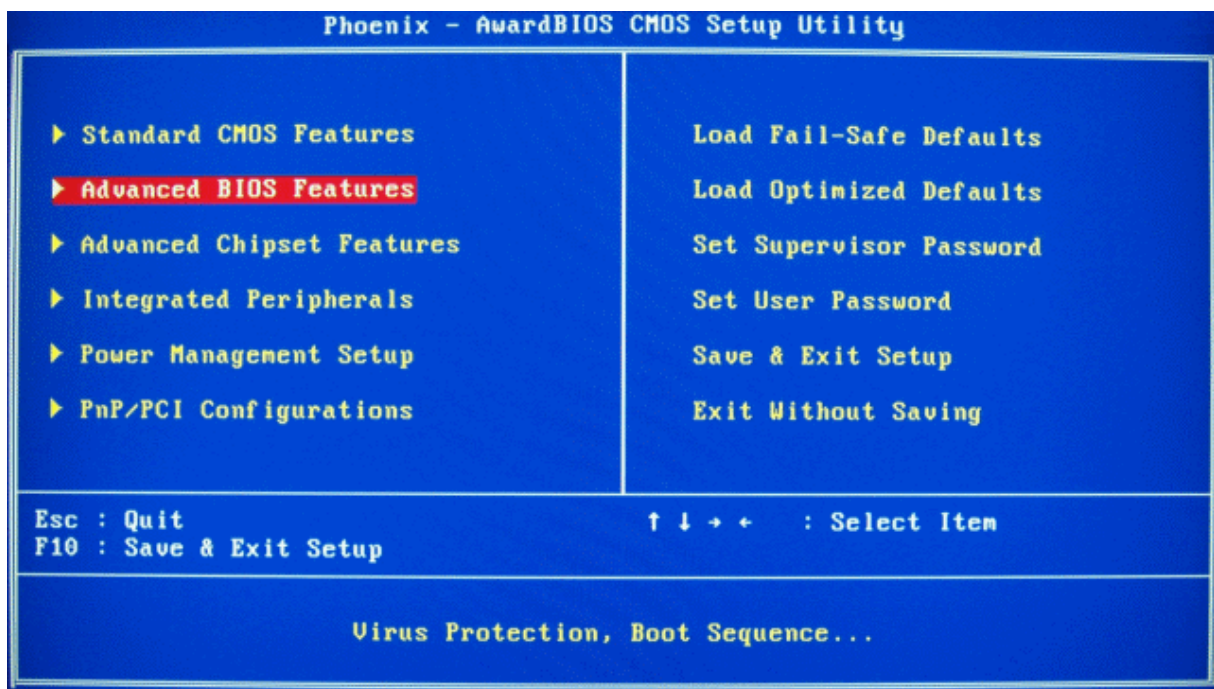 Phoenix - AwardBIOS CMOS Setup Utility
Standard CMOS Features
Advanced BIOS Features
Advanced Chipset Features
Integrated Peripherals
Power Management Setup
PnP/PCI Configurations
Load Fail-Safe Defaults
Load Optimized Defaults
Set Supervisor Password
Set User Password
Save & Exit Setup
Exit Without Saving
Esc : Quit
F10 : Save & Exit Setup
↑ ↓ → ← : Select Item
Virus Protection, Boot Sequence...